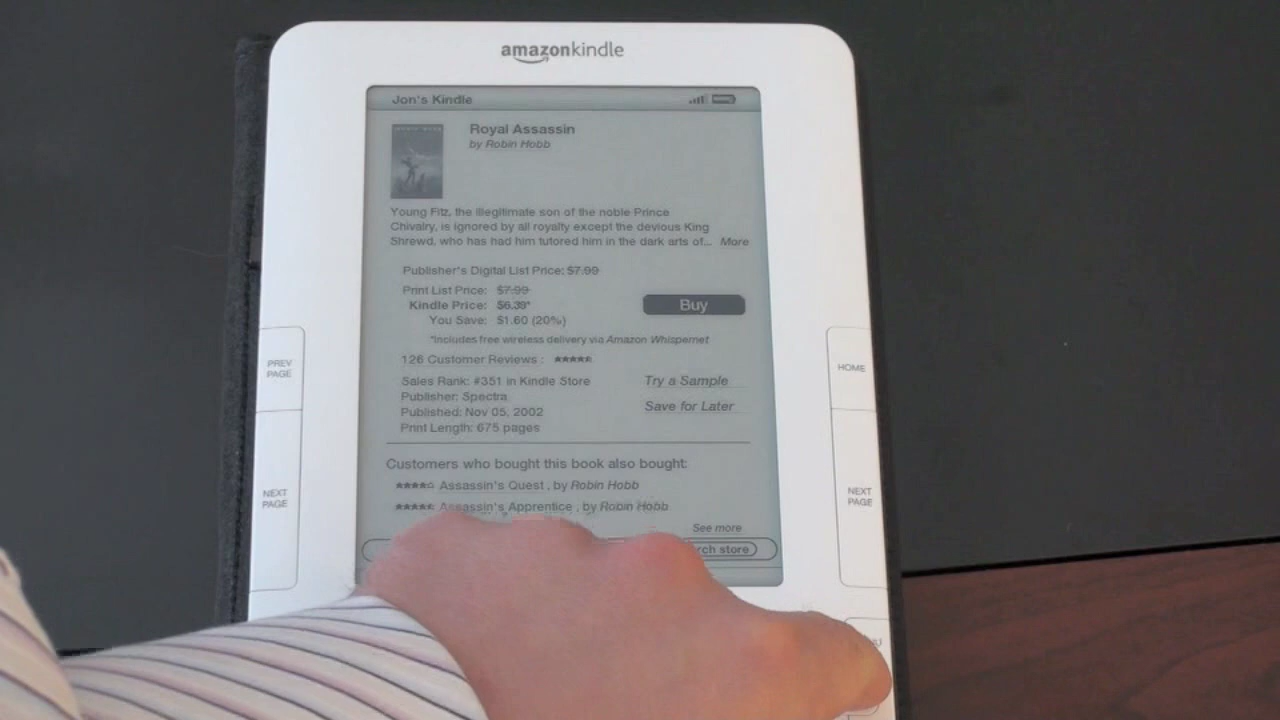 amazonkindle
Jon's Kindle
Royal Assassin
by Robin Hobb
Young Fitz, the illegitimate son of the noble Prince
Chivalry, is ignored by all royalty except the devious King
Shrewd, who has had him tutored him in the dark arts of... More
Publisher's Digital List Price: $7.99
Print List Price: $7.99
Kindle Price: $6.39*
Buy
You Save: $1.60 (20%)
*Includes free wireless delivery via Amazon Whispernet
126 Customer Reviews :
PREV
PAGE
HOME
Sales Rank: #351 in Kindle Store
Try a Sample
Publisher: Spectra
Save for Later
Published: Nov 05, 2002
Print Length: 675 pages
Customers who bought this book also bought:
Assassin's Quest , by Robin Hobb
NEXT
PAGE
NEXT
PAGE
Assassin's Apprentice , by Robin Hobb
See more
rch store